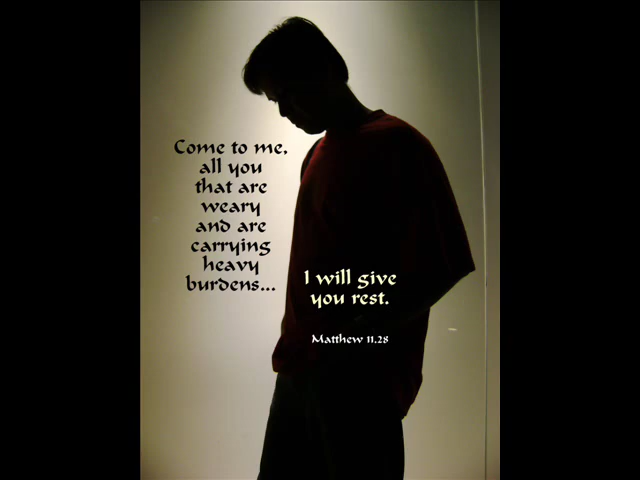 Come to me,
all you
that are
weary
and are
carrying
heavy
burdens...
I will give
you rest.
Matthew 11.28